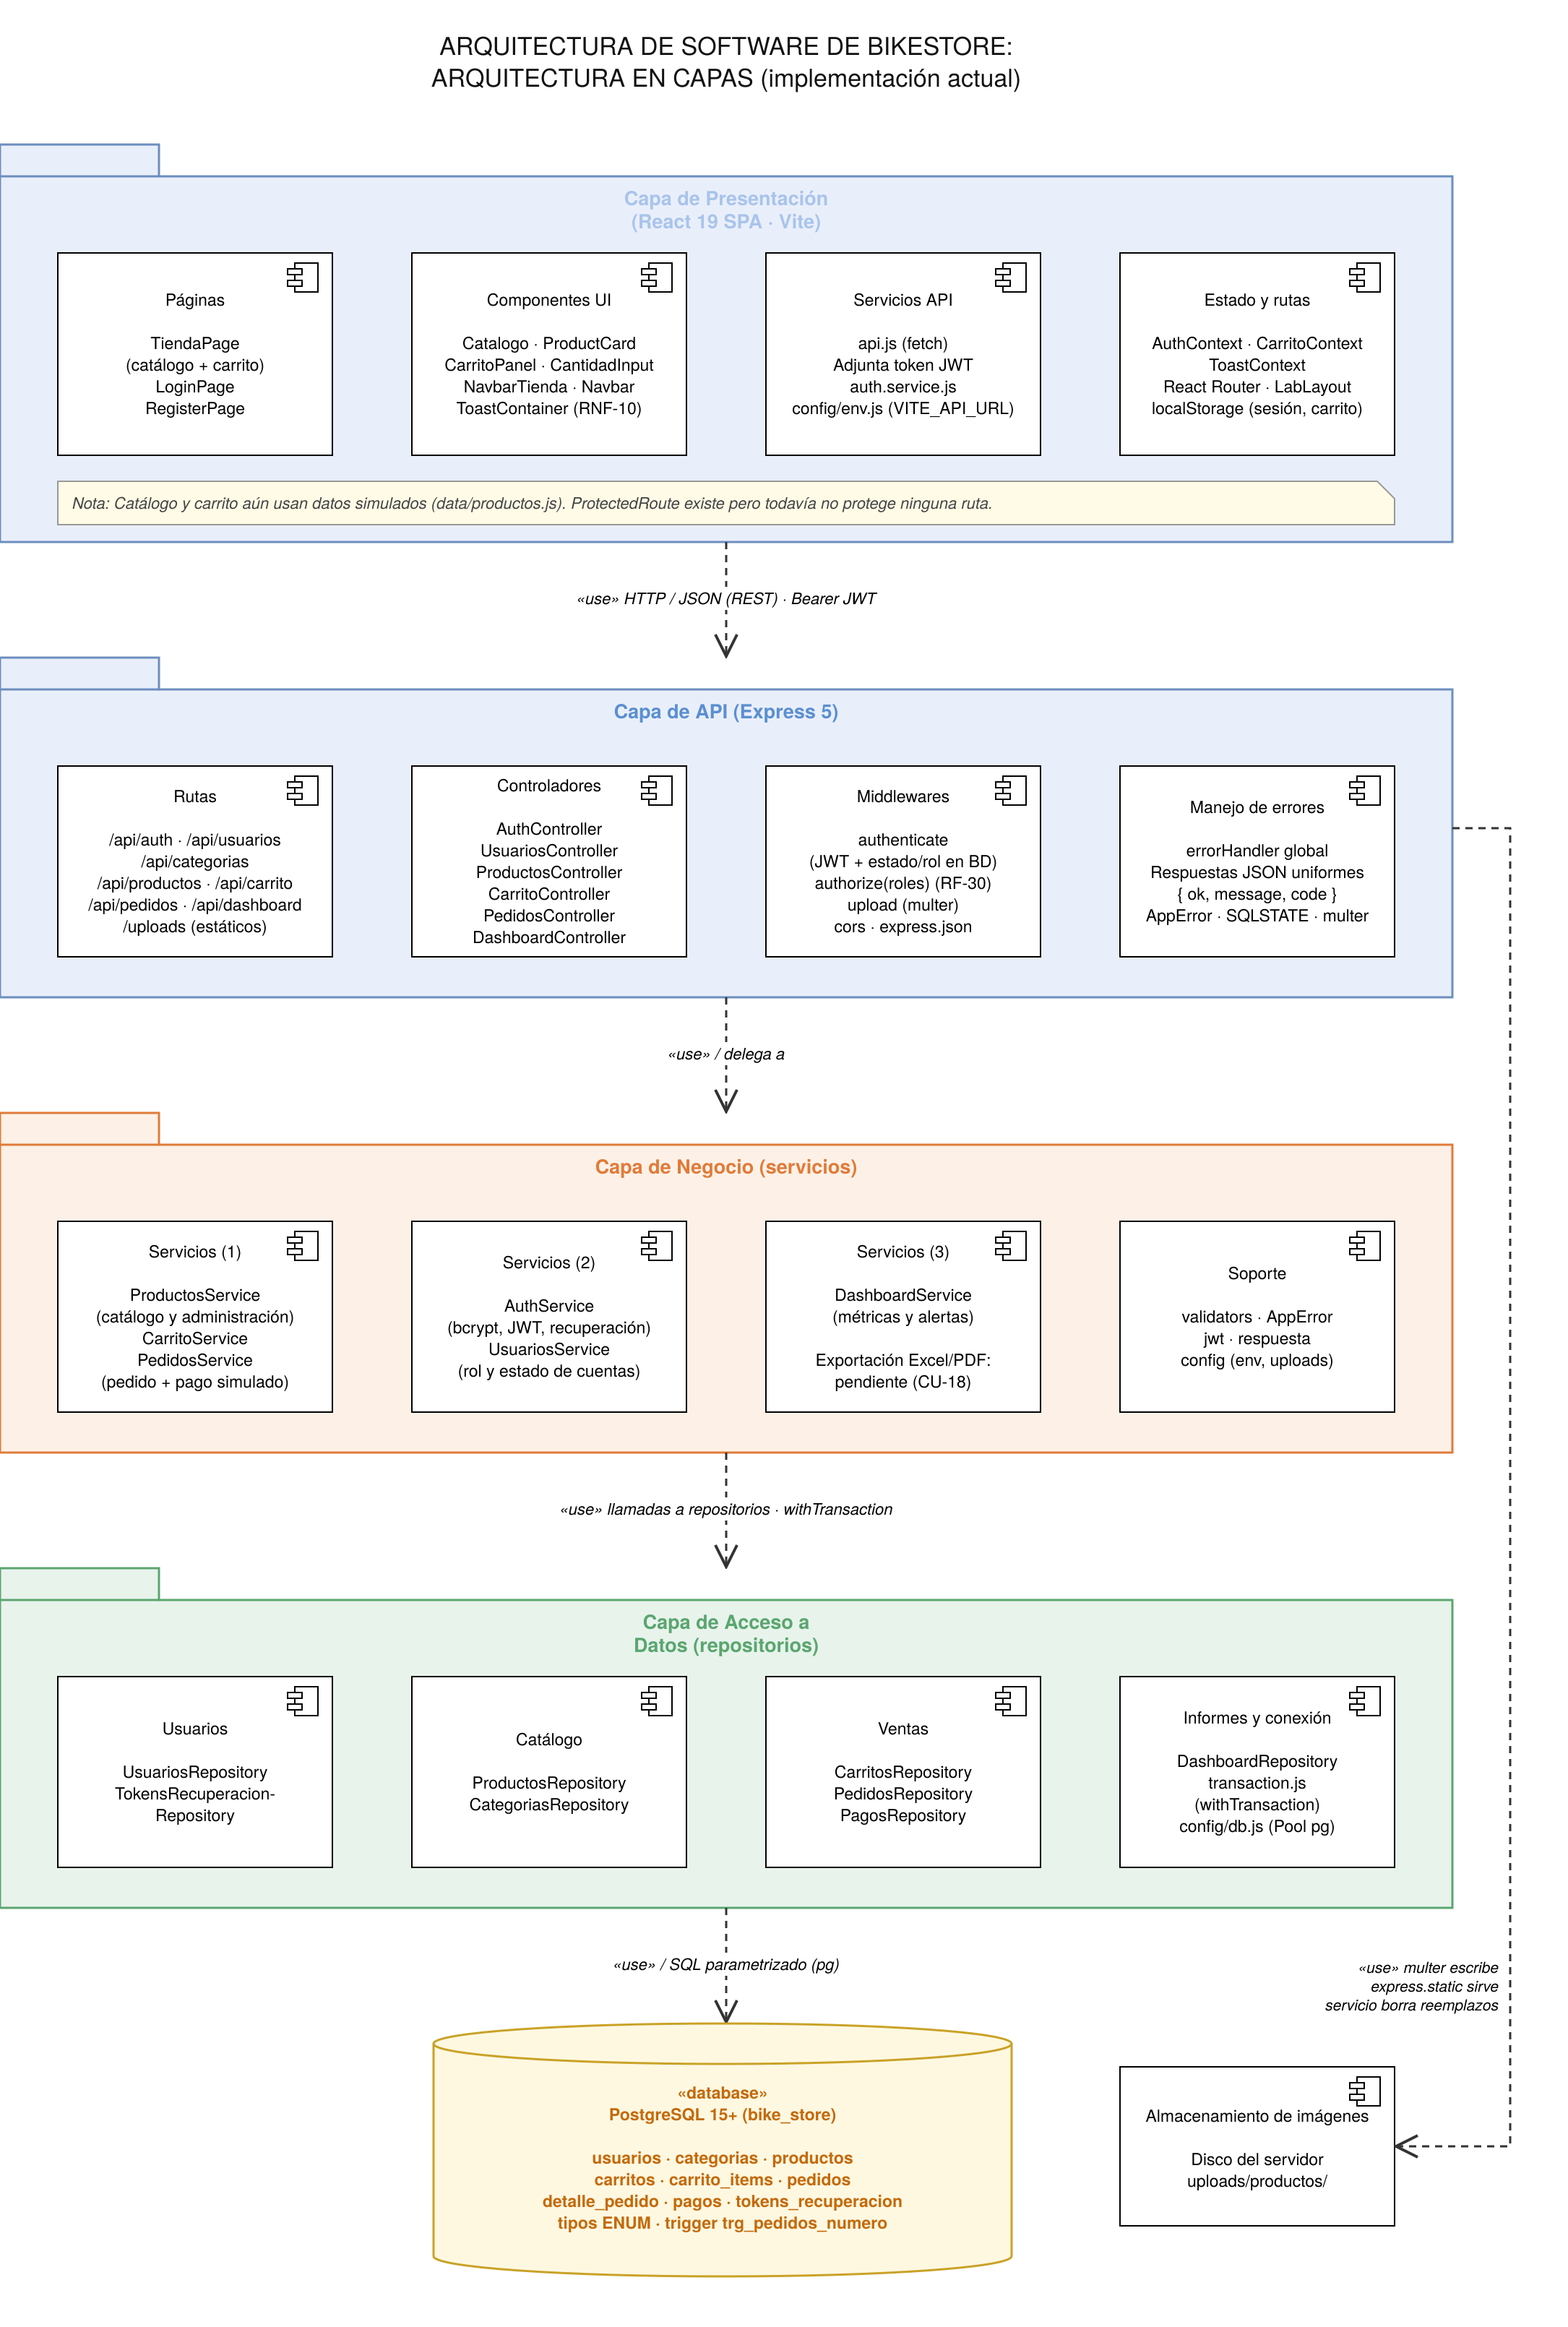 ARQUITECTURA DE SOFTWARE DE BIKESTORE:
ARQUITECTURA EN CAPAS (implementación actual)
Capa de Presentación
(React 19 SPA · Vite)
Páginas
TiendaPage
(catálogo + carrito)
LoginPage
RegisterPage
Componentes UI
Catalogo · ProductCard
CarritoPanel · CantidadInput
NavbarTienda · Navbar
ToastContainer (RNF-10)
Servicios API
api.js (fetch)
Adjunta token JWT
auth.service.js
config/env.js (VITE_API_URL)
Estado y rutas
AuthContext · CarritoContext
ToastContext
React Router · LabLayout
localStorage (sesión, carrito)
Nota: Catálogo y carrito aún usan datos simulados (data/productos.js). ProtectedRoute existe pero todavía no protege ninguna ruta.
«use» HTTP / JSON (REST) · Bearer JWT
Capa de API (Express 5)
Rutas
/api/auth · /api/usuarios
/api/categorias
/api/productos · /api/carrito
/api/pedidos · /api/dashboard
/uploads (estáticos)
Controladores
AuthController
UsuariosController
ProductosController
CarritoController
PedidosController
DashboardController
Middlewares
authenticate
(JWT + estado/rol en BD)
authorize(roles) (RF-30)
upload (multer)
cors · express.json
Manejo de errores
errorHandler global
Respuestas JSON uniformes
{ ok, message, code }
AppError · SQLSTATE · multer
«use» / delega a
Capa de Negocio (servicios)
Servicios (1)
ProductosService
(catálogo y administración)
CarritoService
PedidosService
(pedido + pago simulado)
Servicios (2)
AuthService
(bcrypt, JWT, recuperación)
UsuariosService
(rol y estado de cuentas)
Servicios (3)
DashboardService
(métricas y alertas)
Exportación Excel/PDF:
pendiente (CU-18)
Soporte
validators · AppError
jwt · respuesta
config (env, uploads)
«use» llamadas a repositorios · withTransaction
Capa de Acceso a
Datos (repositorios)
Usuarios
UsuariosRepository
TokensRecuperacion-
Repository
Catálogo
ProductosRepository
CategoriasRepository
Ventas
CarritosRepository
PedidosRepository
PagosRepository
Informes y conexión
DashboardRepository
transaction.js
(withTransaction)
config/db.js (Pool pg)
«use» / SQL parametrizado (pg)
«use» multer escribe
express.static sirve
servicio borra reemplazos
«database»
PostgreSQL 15+ (bike_store)
usuarios · categorias · productos
carritos · carrito_items · pedidos
detalle_pedido · pagos · tokens_recuperacion
tipos ENUM · trigger trg_pedidos_numero
Almacenamiento de imágenes
Disco del servidor
uploads/productos/